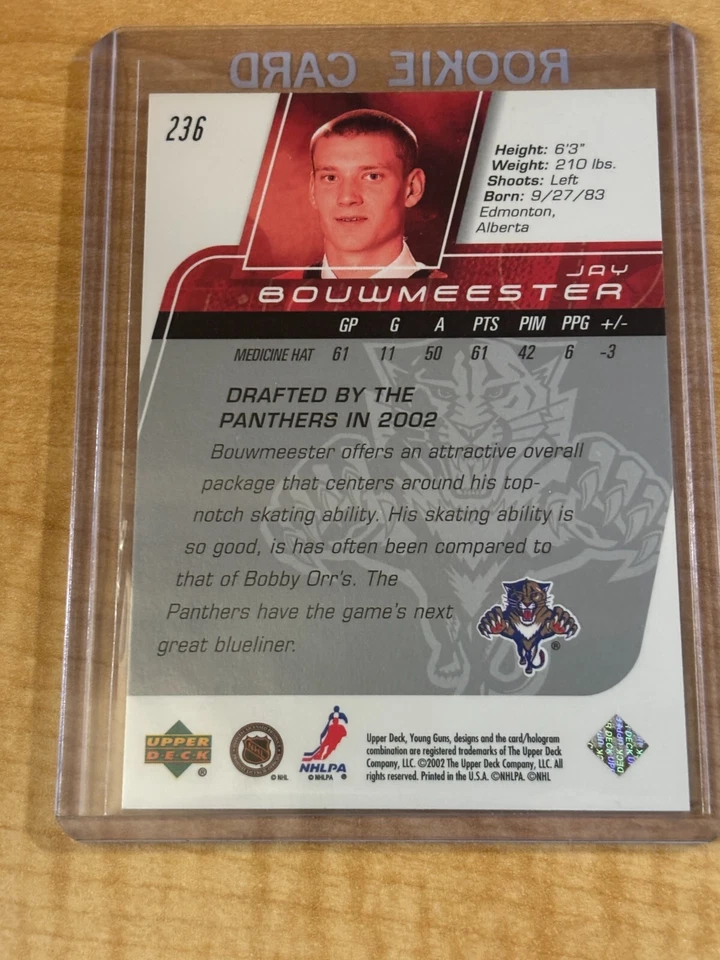 ROOKIE CARD
236
Height: 6'3"
Weight: 210 lbs.
Shoots: Left
Born: 9/27/83
Edmonton,
Alberta
JAY
BOUWMEESTER
GP G A PTS PIM PPG +/-
MEDICINE HAT 61 11 50 61 42 6 -3
DRAFTED BY THE
PANTHERS IN 2002
Bouwmeester offers an attractive overall
package that centers around his top-
notch skating ability. His skating ability is
so good, is has often been compared to
that of Bobby Orr's. The
Panthers have the game's next
great blueliner.
®
UPPER
DECK
®
NHL
©NHL
NHLPA
©NHLPA ®
Upper Deck, Young Guns, designs and the card/hologram
combination are registered trademarks of The Upper Deck
Company, LLC. ©2002 The Upper Deck Company, LLC. All
rights reserved. Printed in the U.S.A. ©NHLPA. ©NHL